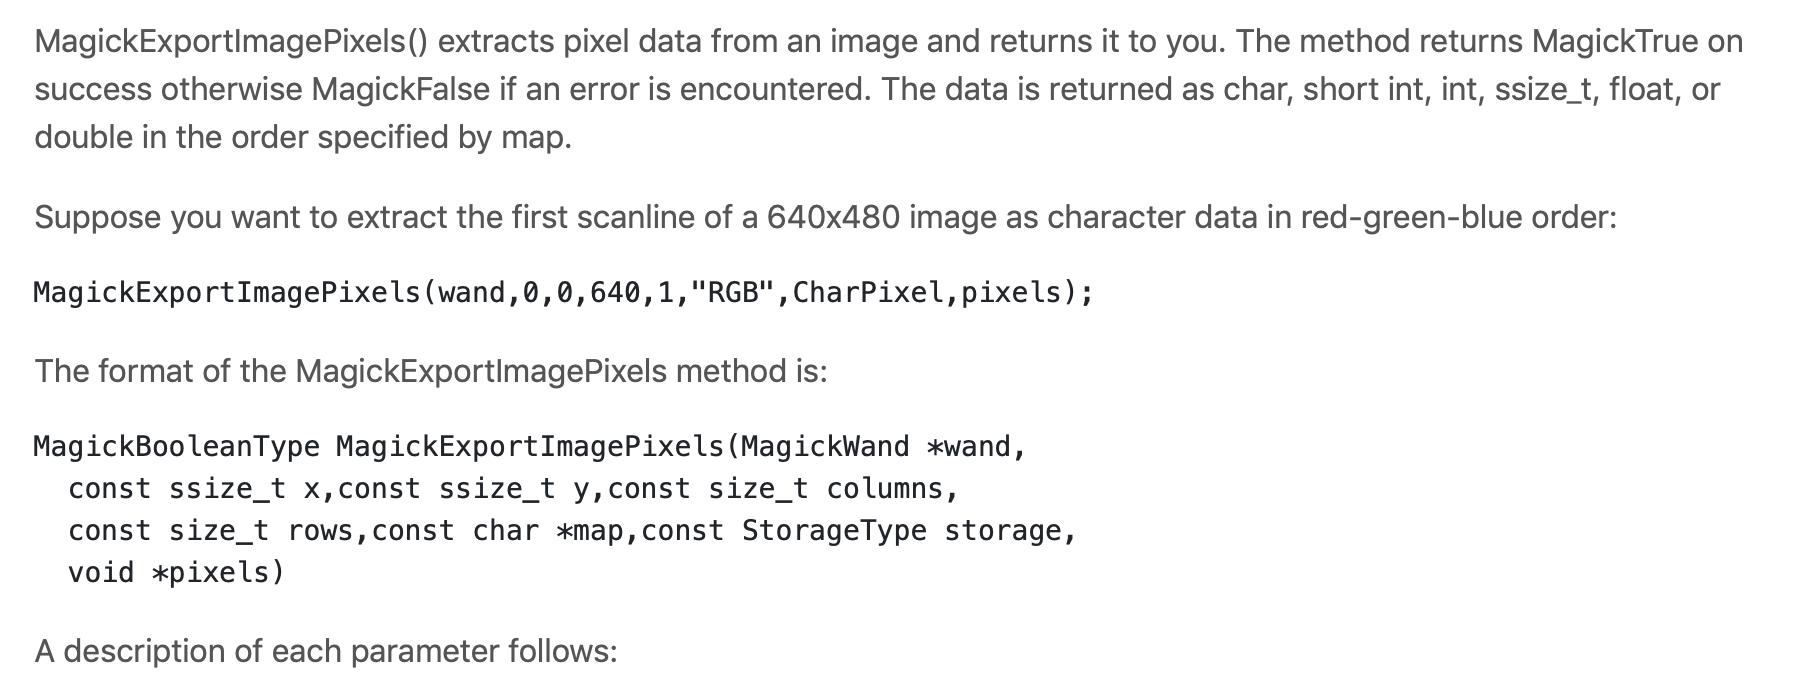 MagickExportImagePixels() extracts pixel data from an image and returns it to you. The method returns MagickTrue on
success otherwise MagickFalse if an error is encountered. The data is returned as char, short int, int, ssize_t, float, or
double in the order specified by map.
Suppose you want to extract the first scanline of a 640x480 image as character data in red-green-blue order:
MagickExportImagePixels(wand,0,0,640,1,"RGB",CharPixel,pixels);
The format of the MagickExportImagePixels method is:
MagickBooleanType MagickExportImagePixels(MagickWand *wand,
  const ssize_t x,const ssize_t y,const size_t columns,
  const size_t rows,const char *map,const StorageType storage,
  void *pixels)
A description of each parameter follows: